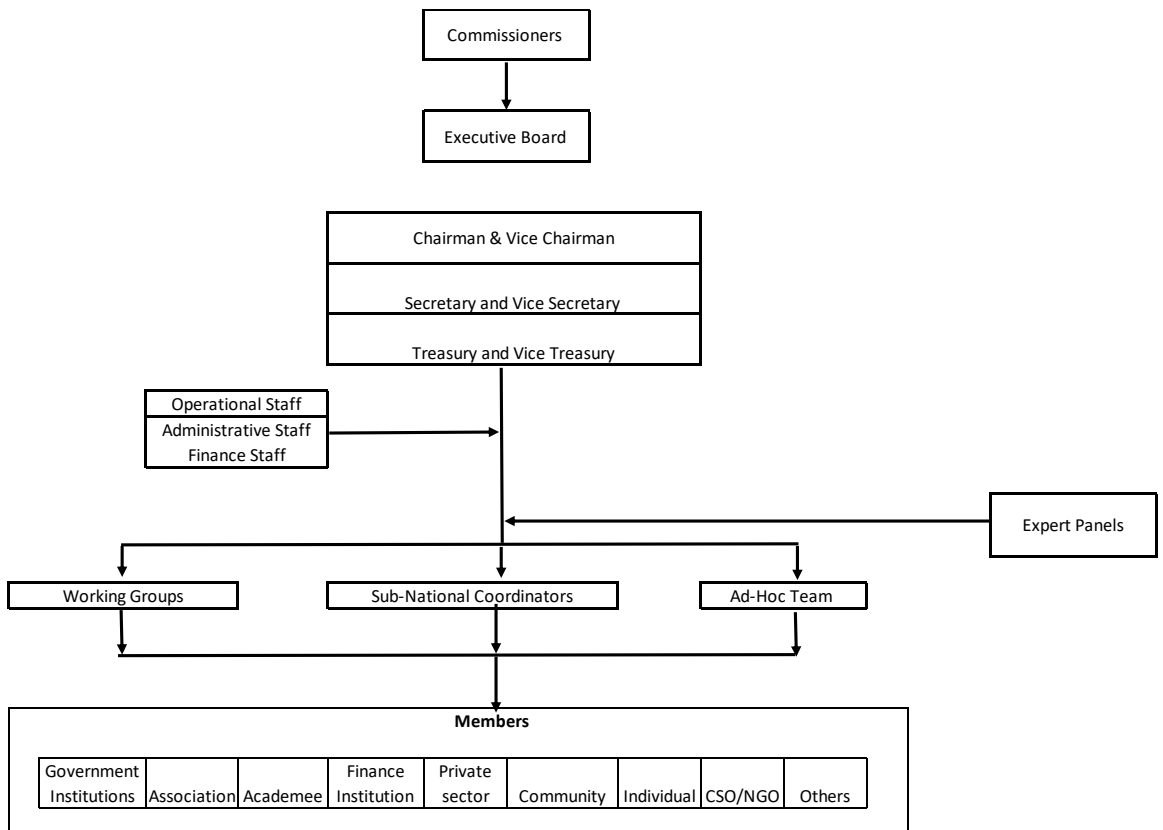 Commissioners
Executive Board
Chairman & Vice Chairman
Secretary and Vice Secretary
Treasury and Vice Treasury
Operational Staff
Administrative Staff
Finance Staff
Expert Panels
Working Groups
Sub-National Coordinators
Ad-Hoc Team
Members
Government
Institutions
Association
Academee
Finance
Institution
Private
sector
Community
Individual
CSO/NGO
Others